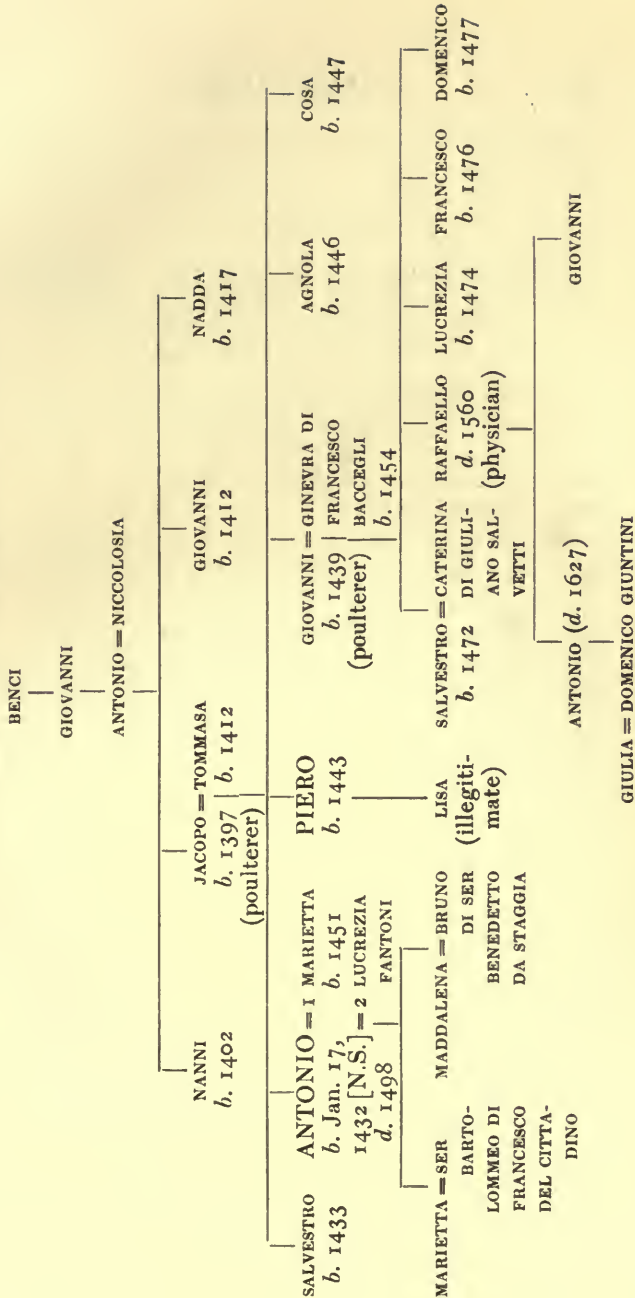 BENCI
GIOVANNI
ANTONIO = NICCOLOSIA
NANNI
b. 1402
JACOPO = TOMMASA
b. 1397 b. 1412
(poulterer)
GIOVANNI
b. 1412
NADDA
b. 1417
SALVESTRO
b. 1433
ANTONIO = 1 MARIETTA
b. Jan. 17, b. 1451
1432 [N.S.] = 2 LUCREZIA
d. 1498 FANTONI
PIERO
b. 1443
GIOVANNI = GINEVRA DI
b. 1439 FRANCESCO
(poulterer) BACCEGLI
b. 1454
AGNOLA
b. 1446
COSA
b. 1447
MARIETTA = SER
BARTO-
LOMMEO DI
FRANCESCO
DEL CITTA-
DINO
MADDALENA = BRUNO
DI SER
BENEDETTO
DA STAGGIA
LISA
(illegiti-
mate)
SALVESTRO = CATERINA
b. 1472 DI GIULI-
ANO SAL-
VETTI
RAFFAELLO
d. 1560
(physician)
LUCREZIA
b. 1474
FRANCESCO
b. 1476
DOMENICO
b. 1477
ANTONIO (d. 1627)
GIOVANNI
GIULIA = DOMENICO GIUNTINI